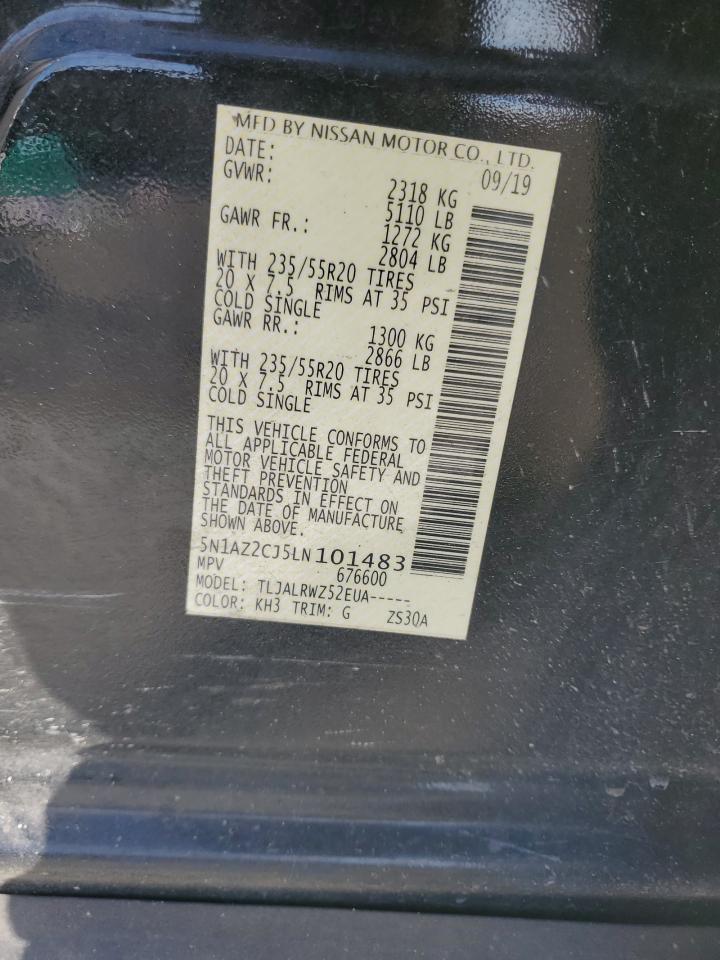 MFD BY NISSAN MOTOR CO., LTD.
DATE: 09/19
GVWR: 2318 KG
5110 LB
GAWR FR.: 1272 KG
2804 LB
WITH 235/55R20 TIRES
20 X 7.5 RIMS AT 35 PSI
COLD SINGLE
GAWR RR.: 1300 KG
2866 LB
WITH 235/55R20 TIRES
20 X 7.5 RIMS AT 35 PSI
COLD SINGLE
THIS VEHICLE CONFORMS TO
ALL APPLICABLE FEDERAL
MOTOR VEHICLE SAFETY AND
THEFT PREVENTION
STANDARDS IN EFFECT ON
THE DATE OF MANUFACTURE
SHOWN ABOVE.
5N1AZ2CJ5LN101483
MPV 676600
MODEL: TLJALRWZ52EUA-----
COLOR: KH3 TRIM: G ZS30A